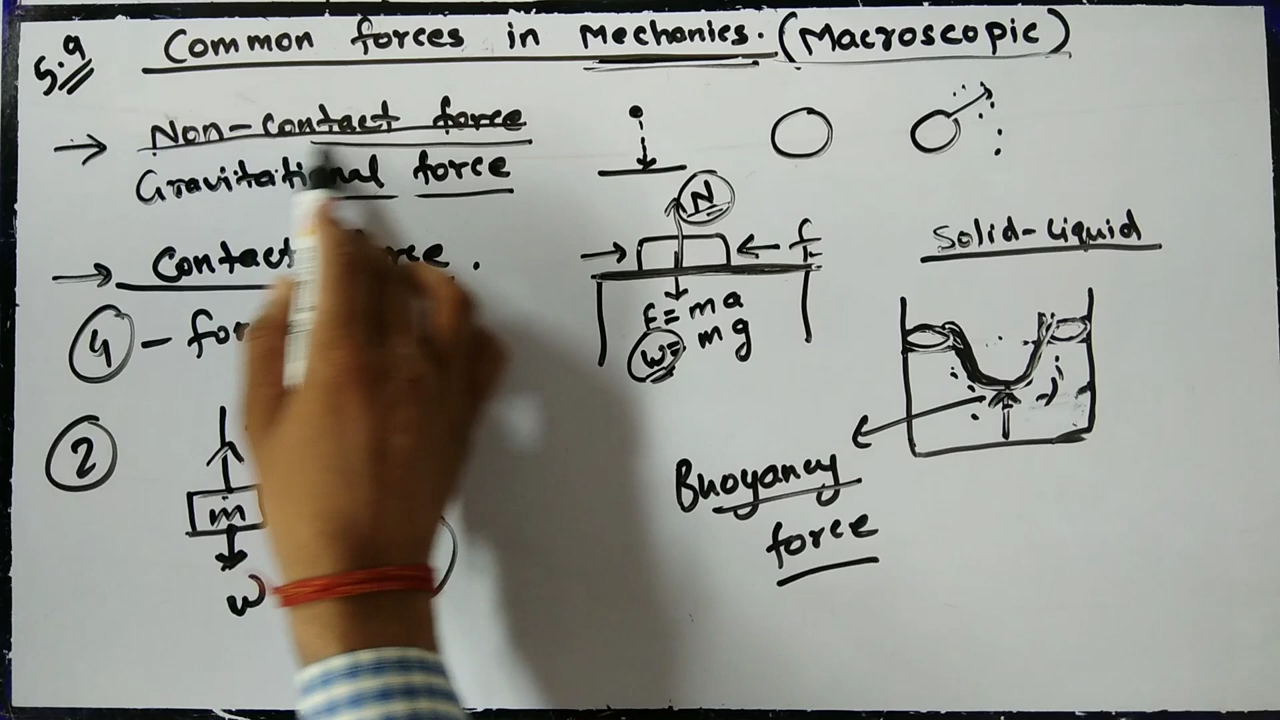 5.9 Common forces in Mechanics. (Macroscopic)
→ Non-contact force
Gravitational force
→ Contact
4 - for
2
m
W
N
f
F = ma
W = mg
Solid-Liquid
Buoyancy
force